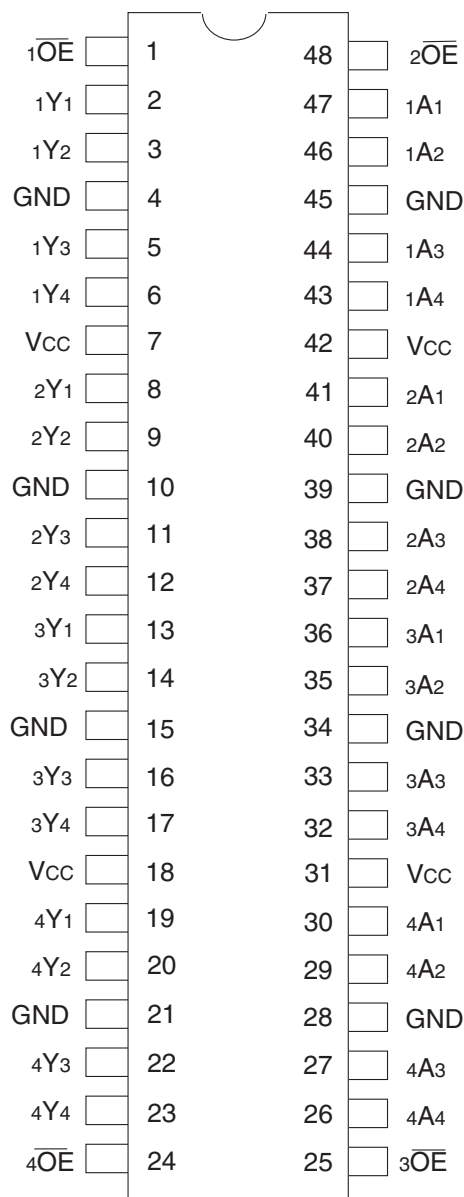 1OE 1 48 2OE
1Y1 2 47 1A1
1Y2 3 46 1A2
GND 4 45 GND
1Y3 5 44 1A3
1Y4 6 43 1A4
VCC 7 42 VCC
2Y1 8 41 2A1
2Y2 9 40 2A2
GND 10 39 GND
2Y3 11 38 2A3
2Y4 12 37 2A4
3Y1 13 36 3A1
3Y2 14 35 3A2
GND 15 34 GND
3Y3 16 33 3A3
3Y4 17 32 3A4
VCC 18 31 VCC
4Y1 19 30 4A1
4Y2 20 29 4A2
GND 21 28 GND
4Y3 22 27 4A3
4Y4 23 26 4A4
4OE 24 25 3OE